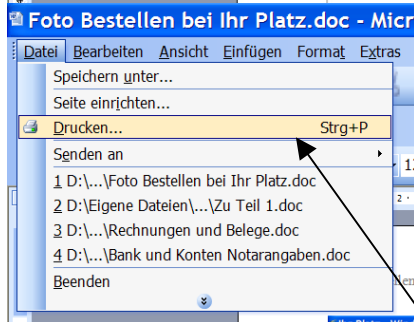 Foto Bestellen bei Ihr Platz.doc - Micr
Datei Bearbeiten Ansicht Einfügen Format Extras
Speichern unter...
Seite einrichten...
Drucken... Strg+P
Senden an
1 D:\...\Foto Bestellen bei Ihr Platz.doc
2 D:\Eigene Dateien\...\Zu Teil 1.doc
3 D:\...\Rechnungen und Belege.doc
4 D:\...\Bank und Konten Notarangaben.doc
Beenden